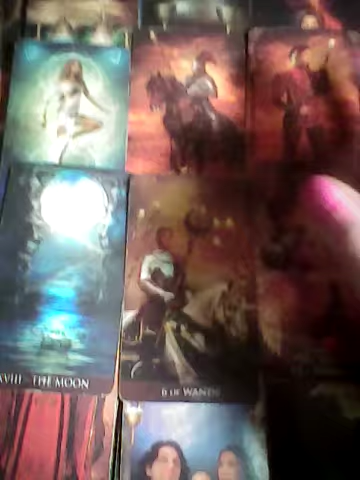 XVIII - THE MOON
6 OF WANDS